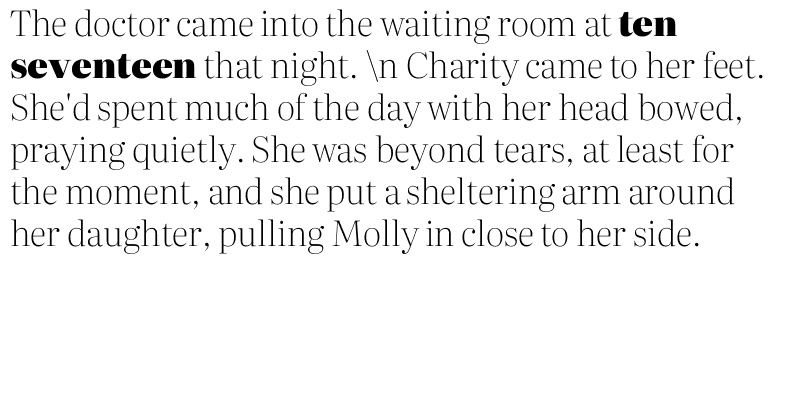 The doctor came into the waiting room at ten
seventeen that night. \n Charity came to her feet.
She'd spent much of the day with her head bowed,
praying quietly. She was beyond tears, at least for
the moment, and she put a sheltering arm around
her daughter, pulling Molly in close to her side.